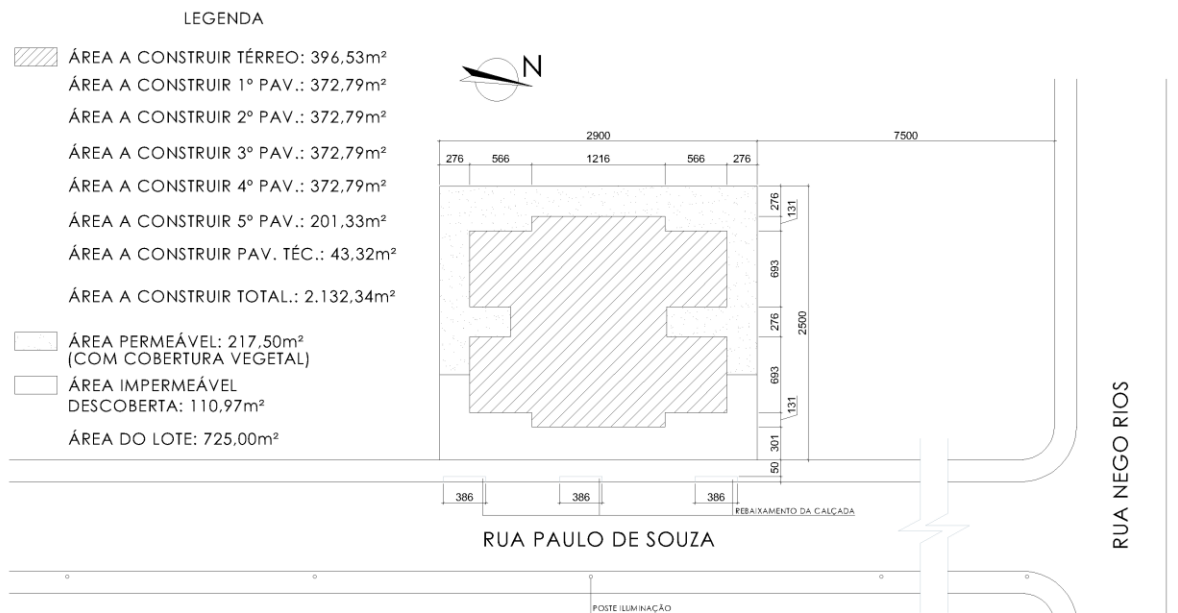 LEGENDA
ÁREA A CONSTRUIR TÉRREO: 396,53m²
ÁREA A CONSTRUIR 1º PAV.: 372,79m²
ÁREA A CONSTRUIR 2º PAV.: 372,79m²
ÁREA A CONSTRUIR 3º PAV.: 372,79m²
ÁREA A CONSTRUIR 4º PAV.: 372,79m²
ÁREA A CONSTRUIR 5º PAV.: 201,33m²
ÁREA A CONSTRUIR PAV. TÉC.: 43,32m²
ÁREA A CONSTRUIR TOTAL.: 2.132,34m²
ÁREA PERMEÁVEL: 217,50m²
(COM COBERTURA VEGETAL)
ÁREA IMPERMEÁVEL
DESCOBERTA: 110,97m²
ÁREA DO LOTE: 725,00m²
N
2900
7500
276
566
1216
566
276
276
131
693
276
2500
693
131
301
50
386
386
386
REBAIXAMENTO DA CALÇADA
RUA PAULO DE SOUZA
RUA NEGO RIOS
POSTE ILUMINAÇÃO